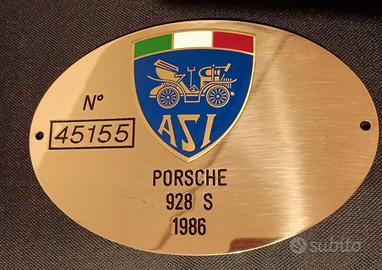 N°
45155
ASI
PORSCHE
928 S
1986
subito